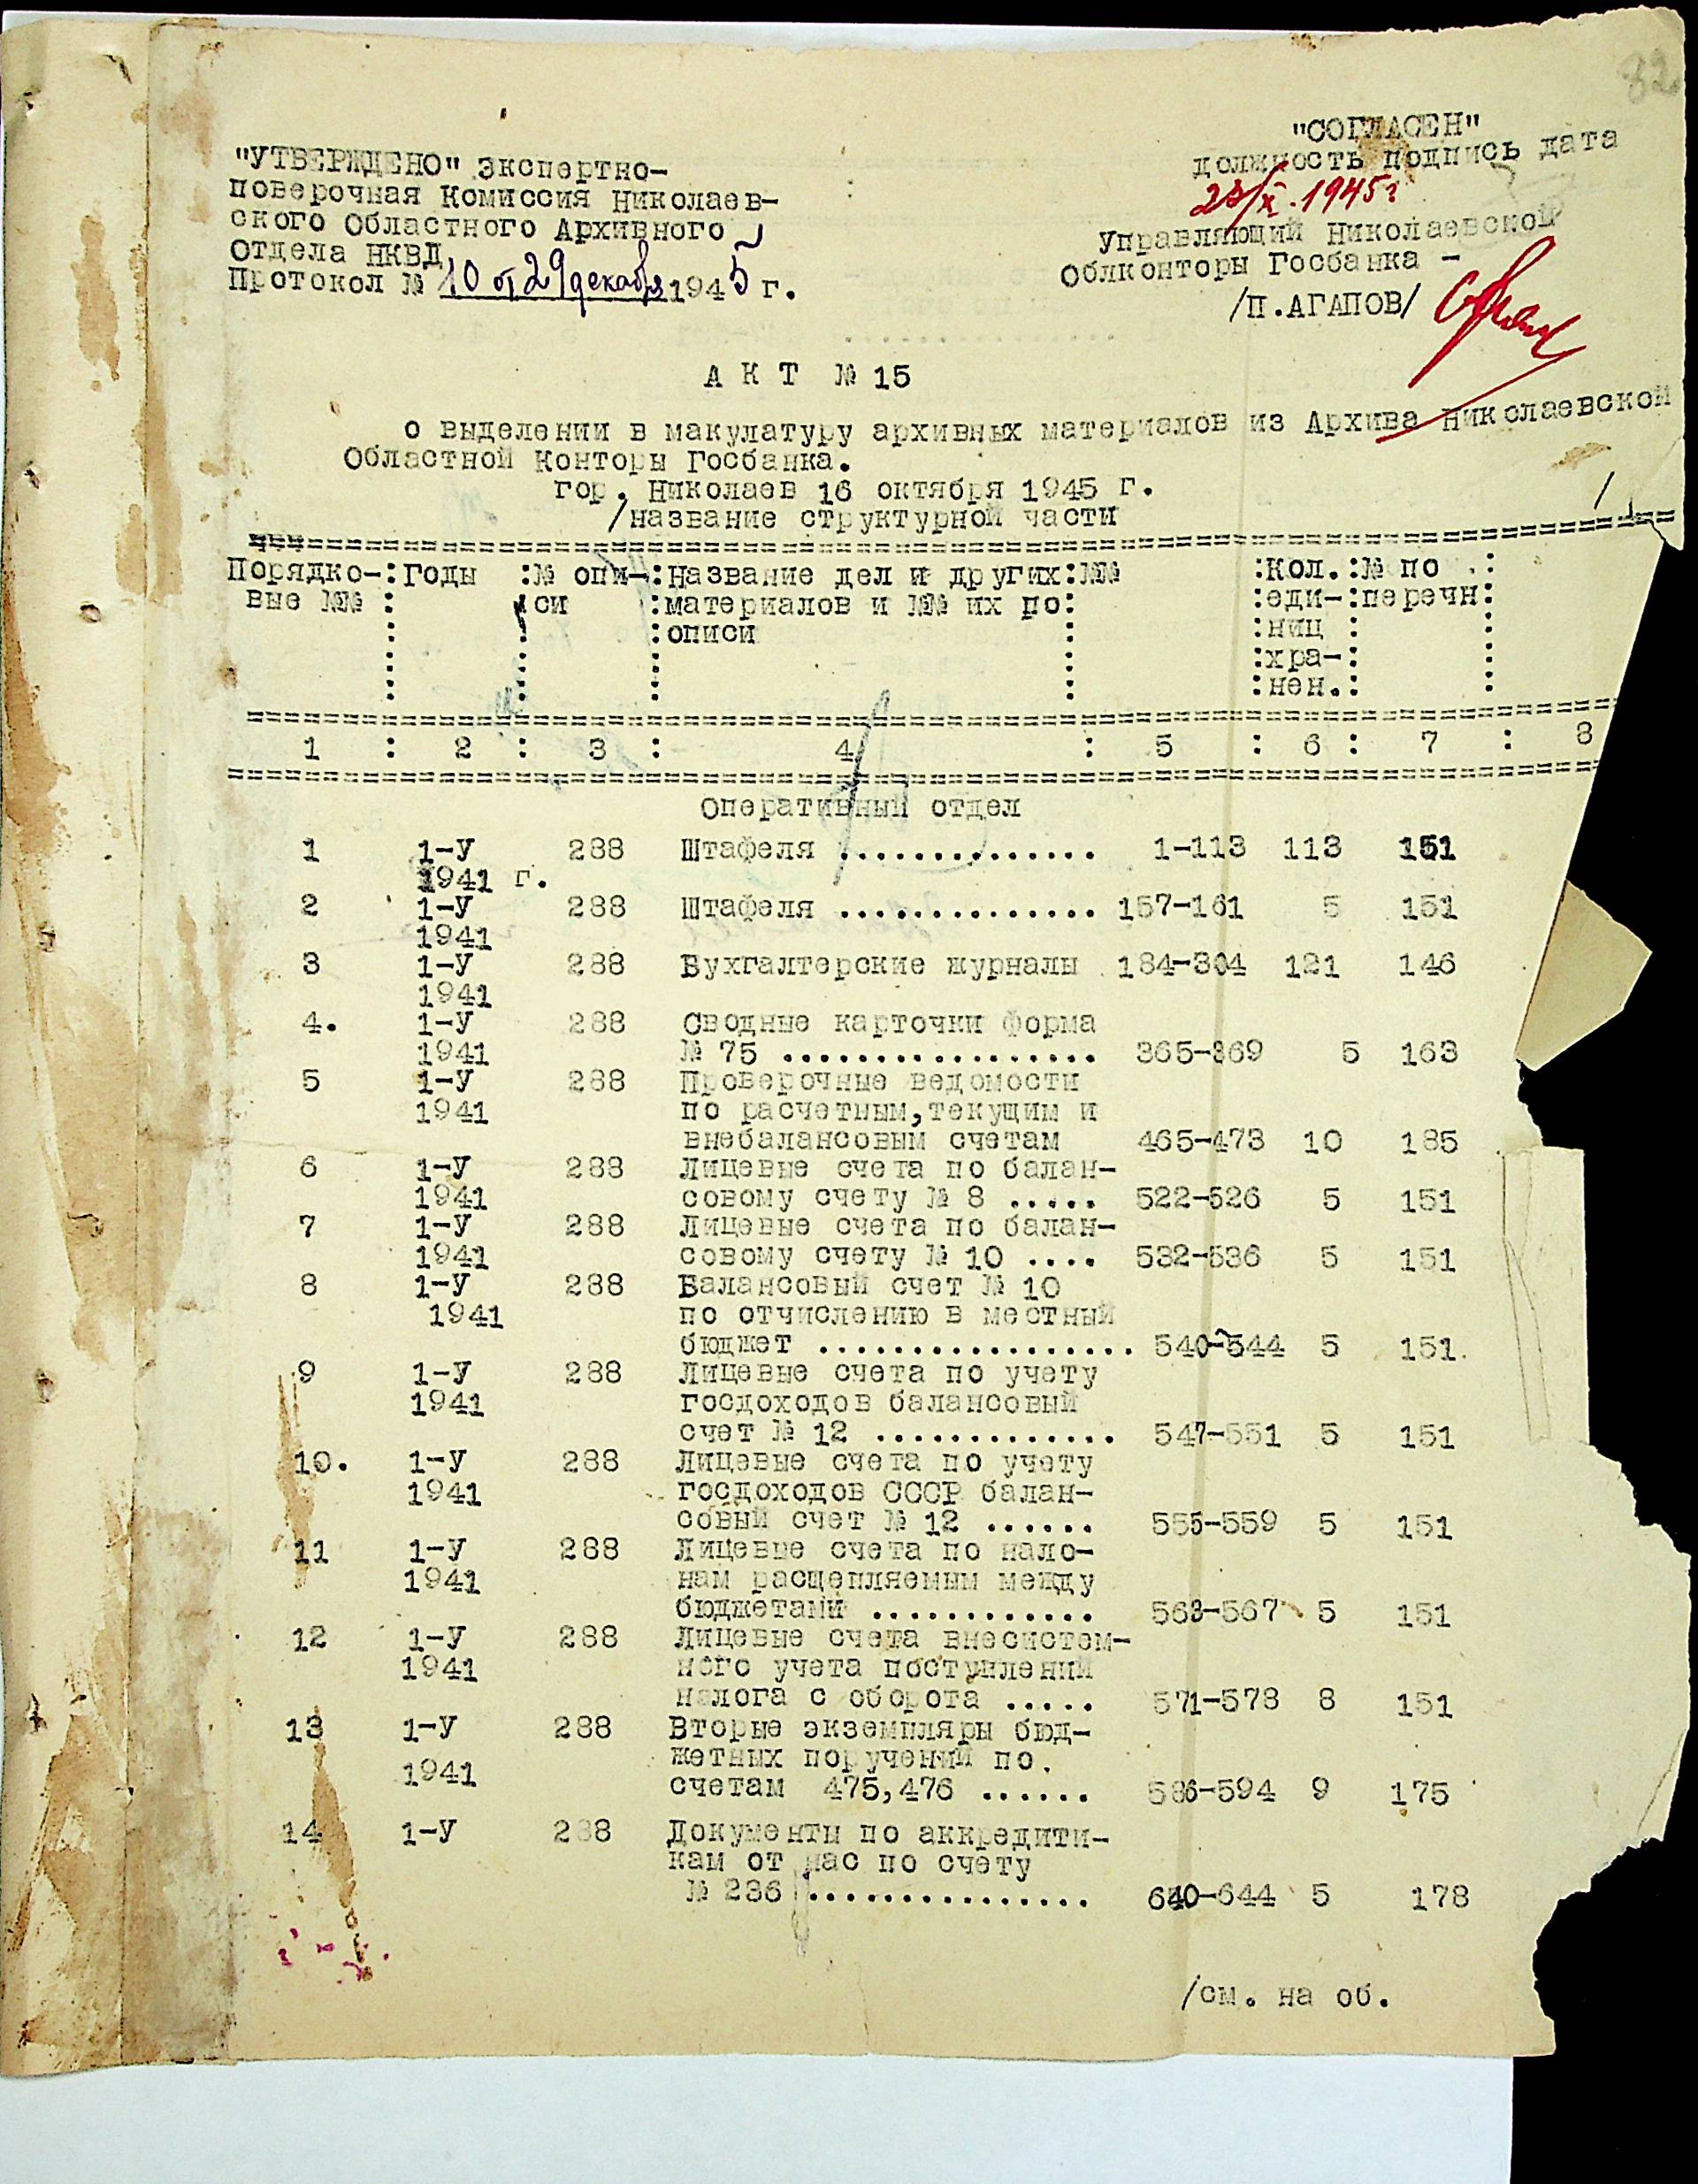 82
"УТВЕРЖДЕНО" Экспертно-
поверочная Комиссия Николаев-
ского Областного Архивного
Отдела НКВД
Протокол № 10 от 29 декабря 1945 г.
"СОГЛАСЕН"
должность подпись дата
/X.1945г
Управляющий Николаевской
Облконторы Госбанка -
/П.АГАПОВ/
А К Т № 15
о выделении в макулатуру архивных материалов из Архива Николаевской
Областной Конторы Госбанка.
гор. Николаев 16 октября 1945 г.
/название структурной части /
Порядко-:Годы :№ опи-:Название дел и других:№№ :Кол. :№ по :
вые №№ : : си :материалов и №№ их по: :еди-:перечн:
: : :описи : :ниц : :
: : : : :хра-: :
: : : : :нен.: :
1 : 2 : 3 : 4 : 5 : 6 : 7 : 8
Оперативный отдел
1 1-У 288 Штафеля .............. 1-113 113 151
1941 г.
2 1-У 288 Штафеля .............. 157-161 5 151
1941
3 1-У 288 Бухгалтерские журналы 184-304 121 146
1941
4. 1-У 288 Сводные карточки форма
1941 № 75 ................. 365-369 5 163
5 1-У 288 Проверочные ведомости
1941 по расчетным,текущим и
внебалансовым счетам 465-473 10 185
6 1-У 288 Лицевые счета по балан-
1941 совому счету № 8 ..... 522-526 5 151
7 1-У 288 Лицевые счета по балан-
1941 совому счету № 10 .... 532-536 5 151
8 1-У 288 Балансовый счет № 10
1941 по отчислению в местный
бюджет ................. 540-544 5 151.
9 1-У 288 Лицевые счета по учету
1941 госдоходов балансовый
счет № 12 ............. 547-551 5 151
10. 1-У 288 Лицевые счета по учету
1941 госдоходов СССР балан-
совый счет № 12 ...... 555-559 5 151
11 1-У 288 Лицевые счета по нало-
1941 нам расщепляемым между
бюджетами ............ 563-567 5 151
12 1-У 288 Лицевые счета внесистем-
1941 ного учета поступлений
налога с оборота ..... 571-578 8 151
13 1-У 288 Вторые экземпляры бюд-
жетных поручений по.
1941
счетам 475,476 ...... 586-594 9 175
14 1-У 288 Документы по аккредити-
кам от нас по счету
№ 236 ............... 640-644 5 178
/см. на об.